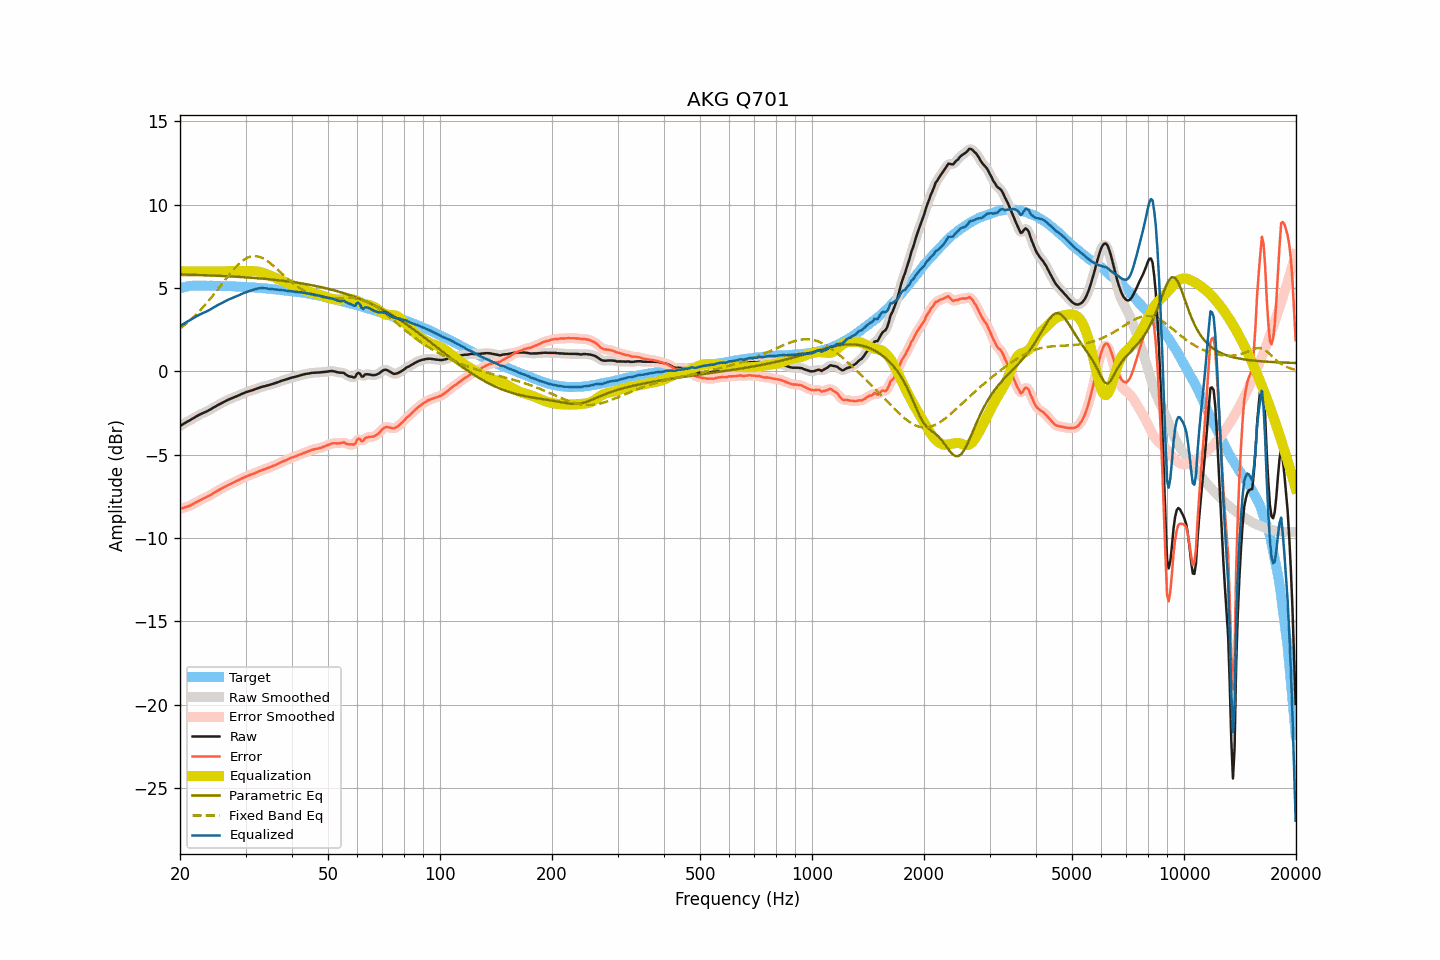 AKG Q701
15
10
5
0
−5
−10
−15
−20
−25
Amplitude (dBr)
Target
Raw Smoothed
Error Smoothed
Raw
Error
Equalization
Parametric Eq
Fixed Band Eq
Equalized
20 50 100 200 500 1000 2000 5000 10000 20000
Frequency (Hz)